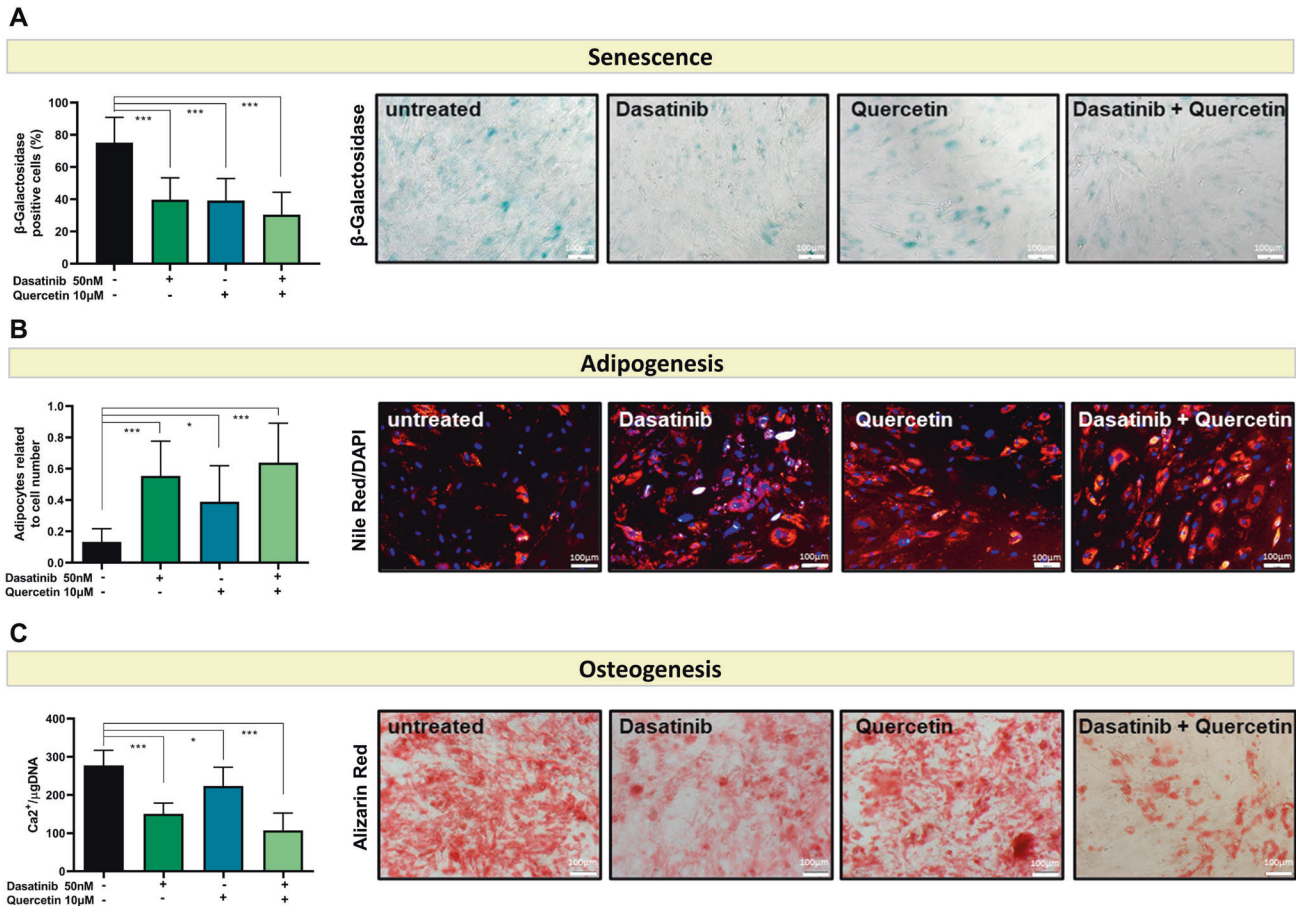 A
Senescence
100
80
60
40
20
0
β-Galactosidase
positive cells (%)
***
***
***
Dasatinib 50nM - + - +
Quercetin 10μM - - + +
β-Galactosidase
untreated
100μm
Dasatinib
100μm
Quercetin
100μm
Dasatinib + Quercetin
100μm
B
Adipogenesis
1.0
0.8
0.6
0.4
0.2
0.0
Adipocytes related
to cell number
***
*
***
Dasatinib 50nM - + - +
Quercetin 10μM - - + +
Nile Red/DAPI
untreated
100μm
Dasatinib
100μm
Quercetin
100μm
Dasatinib + Quercetin
100μm
C
Osteogenesis
400
300
200
100
0
Ca2⁺/μgDNA
***
*
***
Dasatinib 50nM - + - +
Quercetin 10μM - - + +
Alizarin Red
untreated
100μm
Dasatinib
100μm
Quercetin
100μm
Dasatinib + Quercetin
100μm